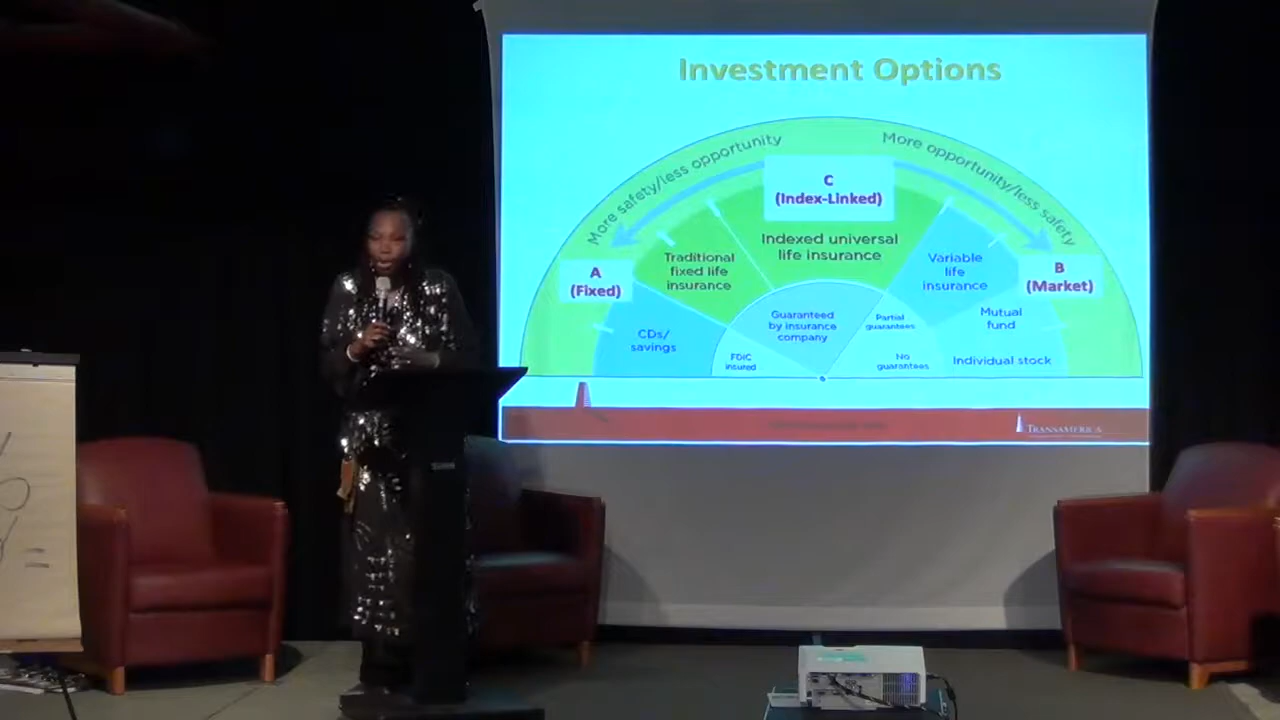 Investment Options
More safety/less opportunity
More opportunity/less safety
C
(Index-Linked)
Indexed universal
life insurance
Traditional
fixed life
insurance
Variable
life
insurance
A
(Fixed)
B
(Market)
CDs/
savings
Guaranteed
by insurance
company
Partial
guarantees
Mutual
fund
FDIC
insured
No
guarantees
Individual stock
TRANSAMERICA